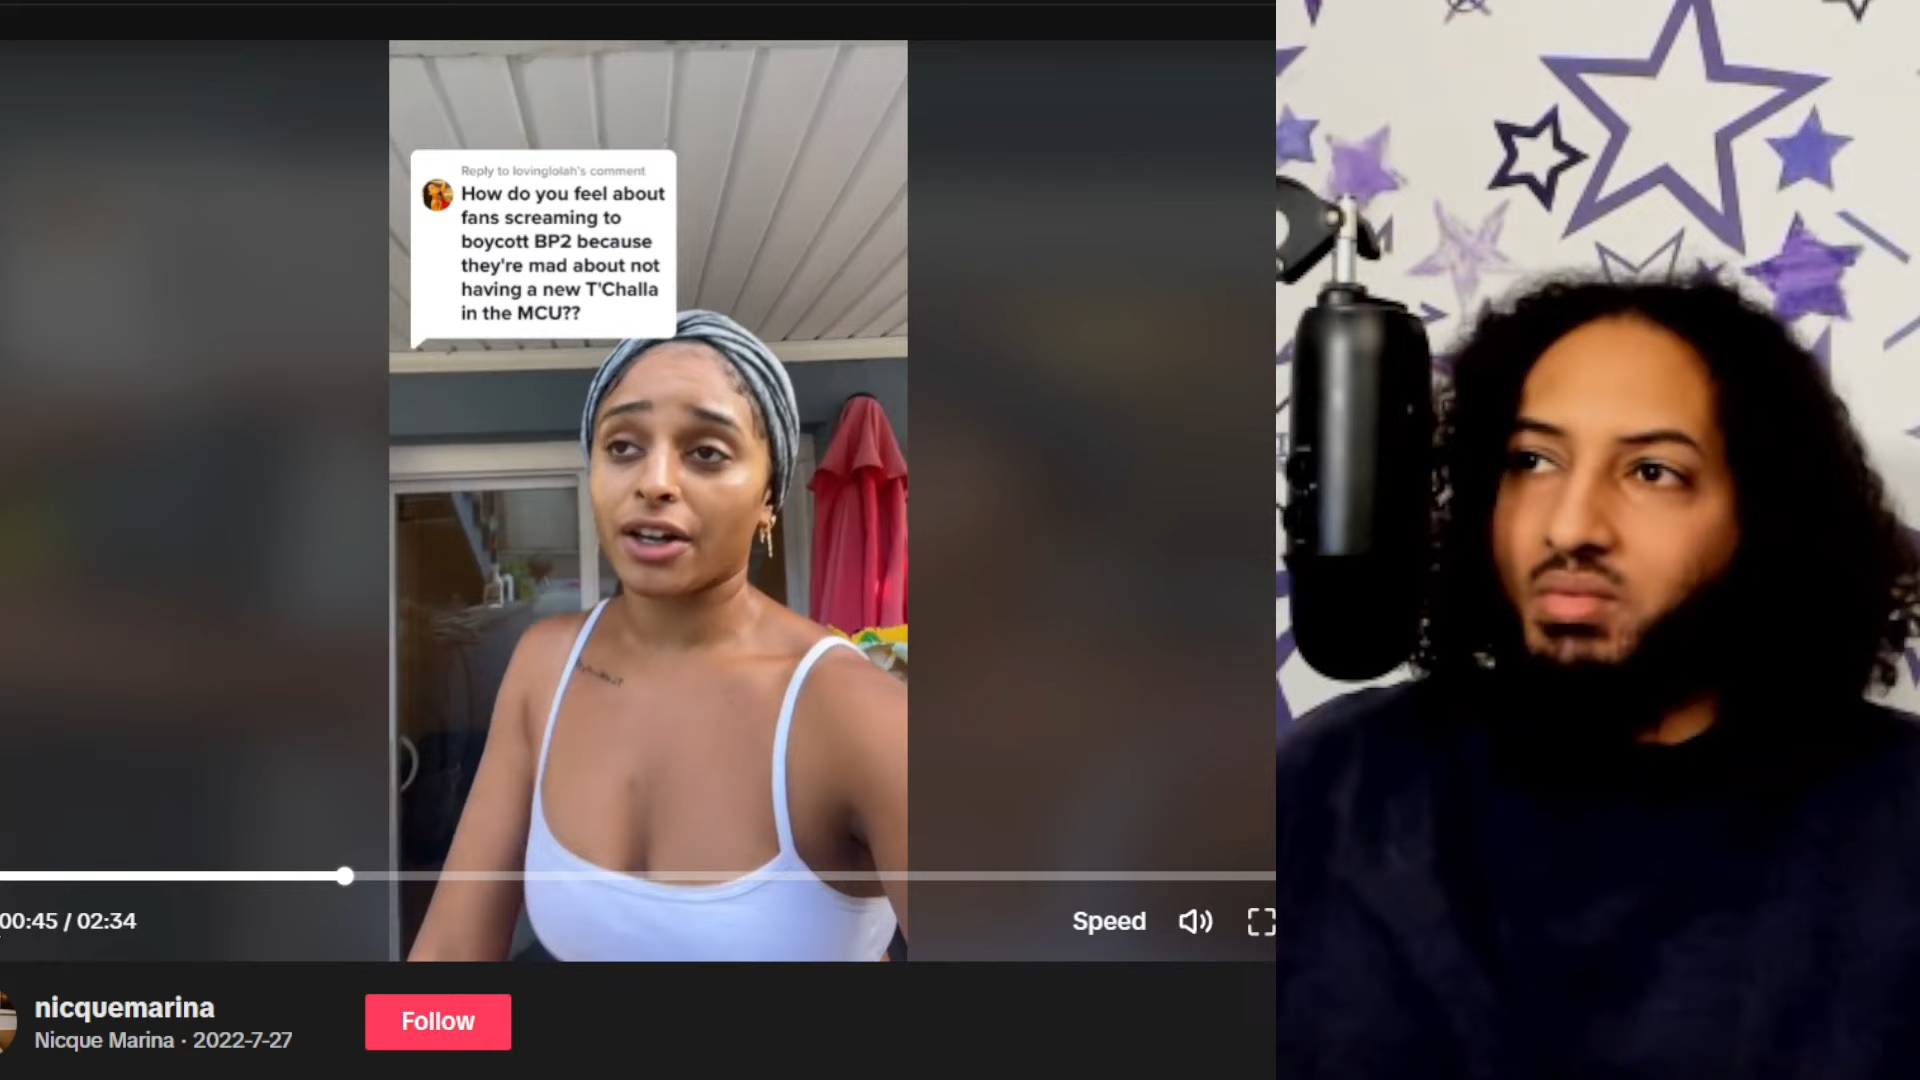 Reply to lovinglolah's comment
How do you feel about
fans screaming to
boycott BP2 because
they're mad about not
having a new T'Challa
in the MCU??
00:45 / 02:34
Speed
nicquemarina
Nicque Marina · 2022-7-27
Follow